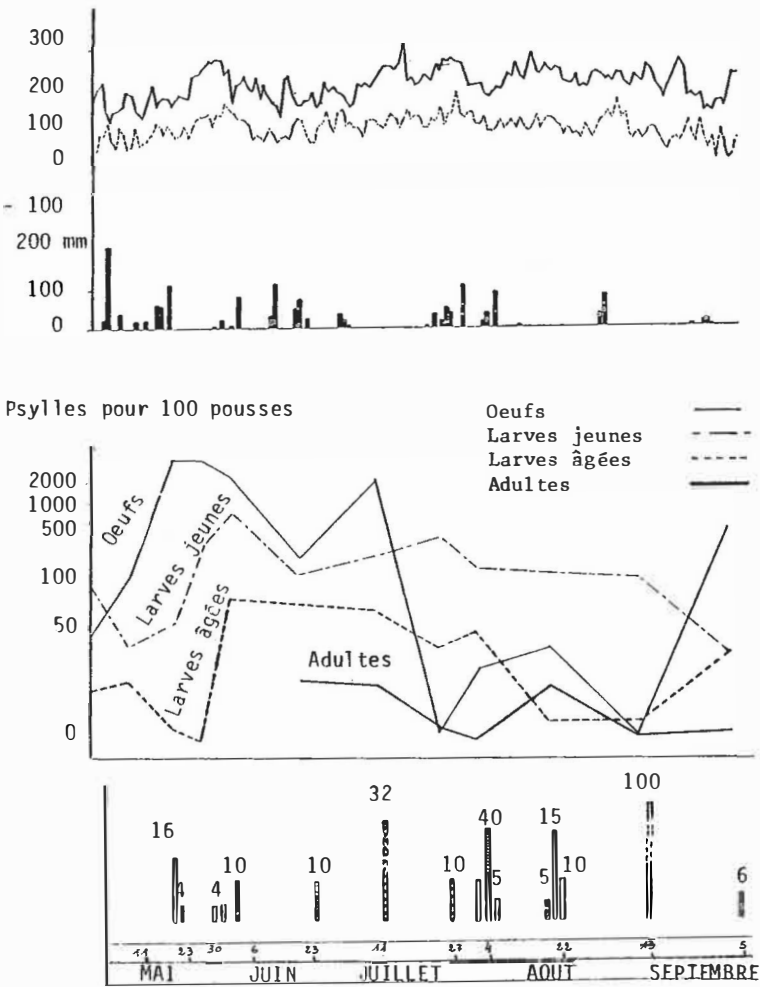 300
200
100
0
- 100
200 mm
100
0
Psylles pour 100 pousses
Oeufs
Larves jeunes
Larves âgées
Adultes
2000
1000
500
100
50
0
Oeufs
Larves jeunes
Larves âgées
Adultes
16
4
4
10
10
32
10
40
5
5
15
10
100
6
11 23 30 6 23 11 27 4 22 13 5
MAI JUIN JUILLET AOUT SEPTEMBRE